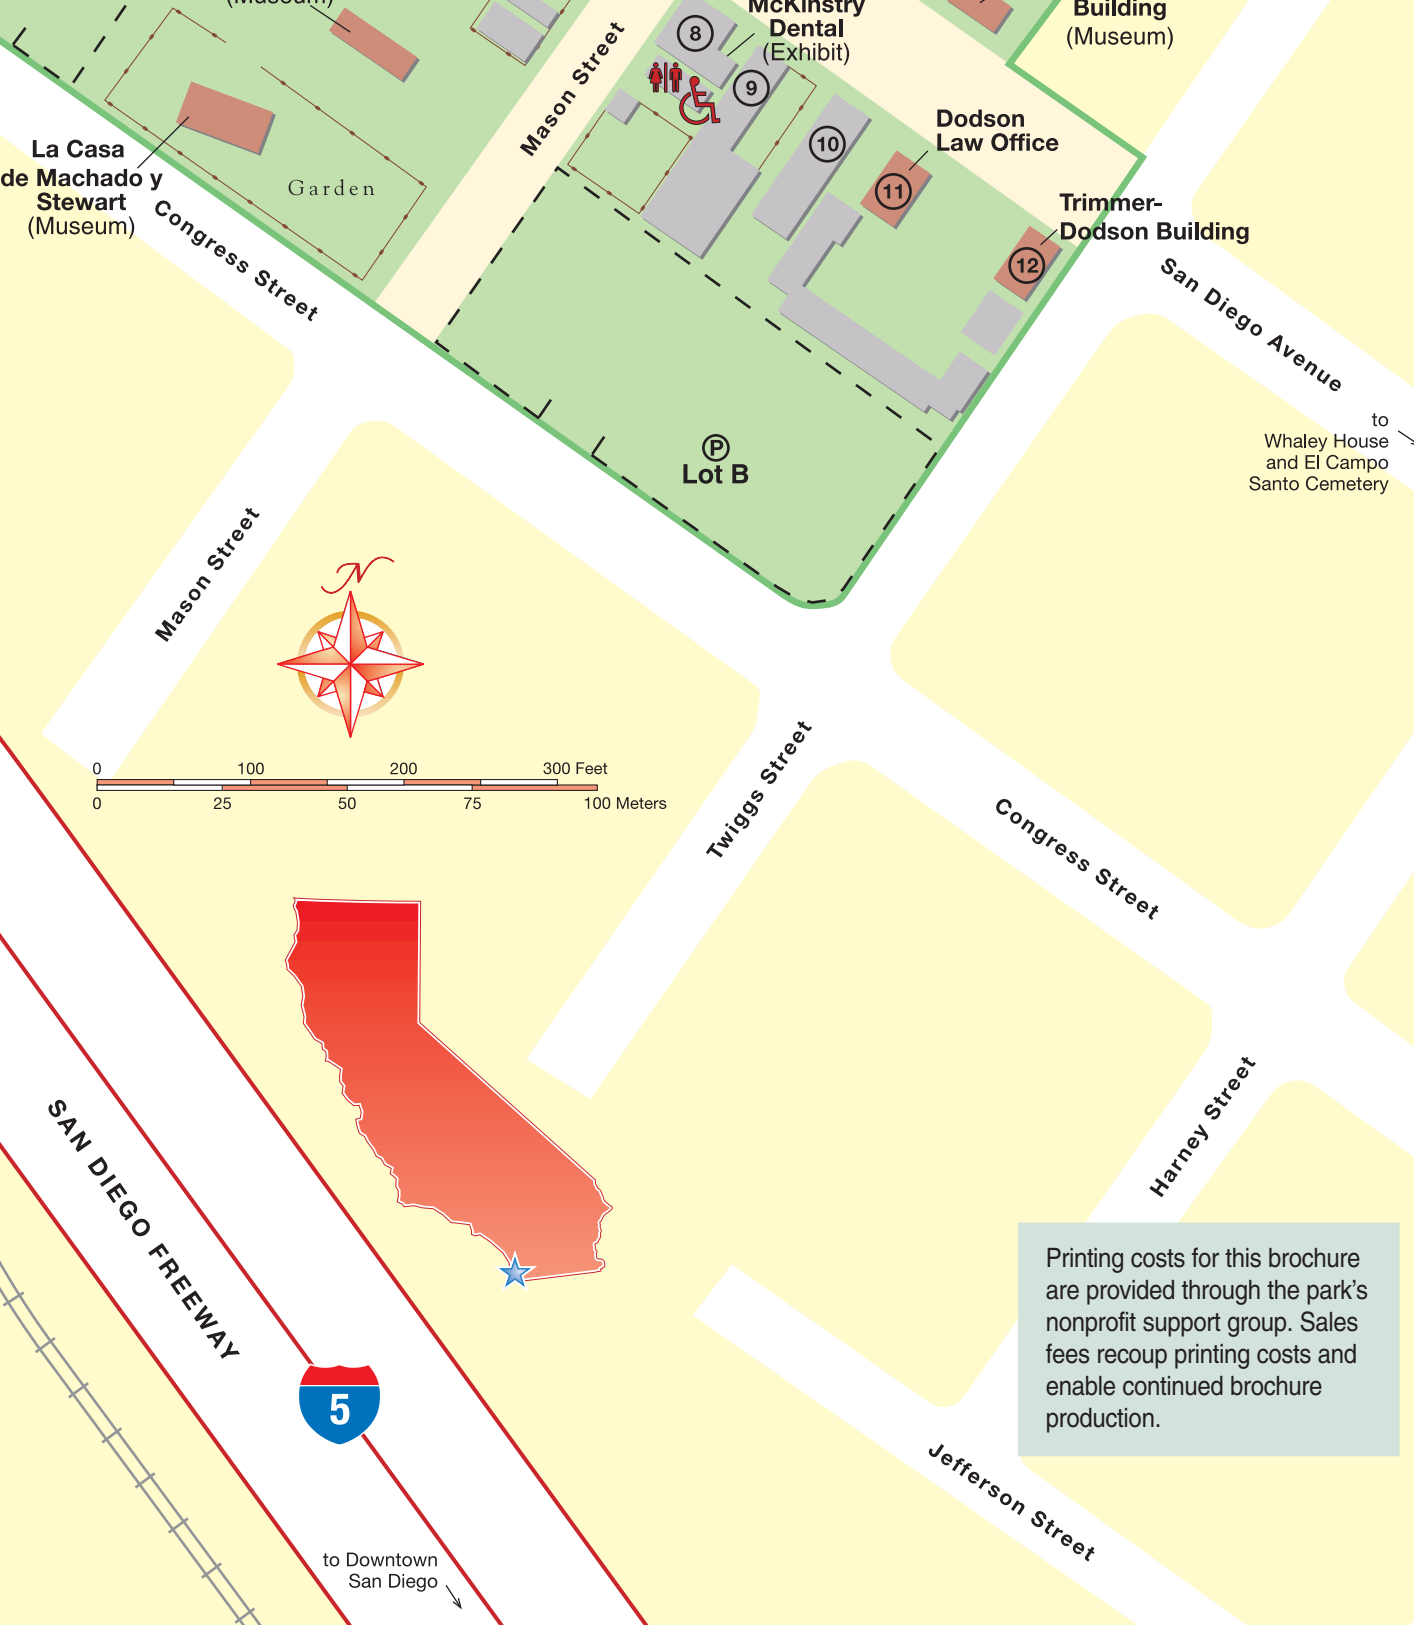 (Museum)
McKinstry
Dental
(Exhibit)
Building
(Museum)
Mason Street
8
9
10
Dodson
Law Office
11
Trimmer-
Dodson Building
12
La Casa
de Machado y
Stewart
(Museum)
Garden
Congress Street
San Diego Avenue
to
Whaley House
and El Campo
Santo Cemetery
P
Lot B
Mason Street
N
0 100 200 300 Feet
0 25 50 75 100 Meters
Twiggs Street
Congress Street
Harney Street
SAN DIEGO FREEWAY
5
Printing costs for this brochure
are provided through the park’s
nonprofit support group. Sales
fees recoup printing costs and
enable continued brochure
production.
Jefferson Street
to Downtown
San Diego